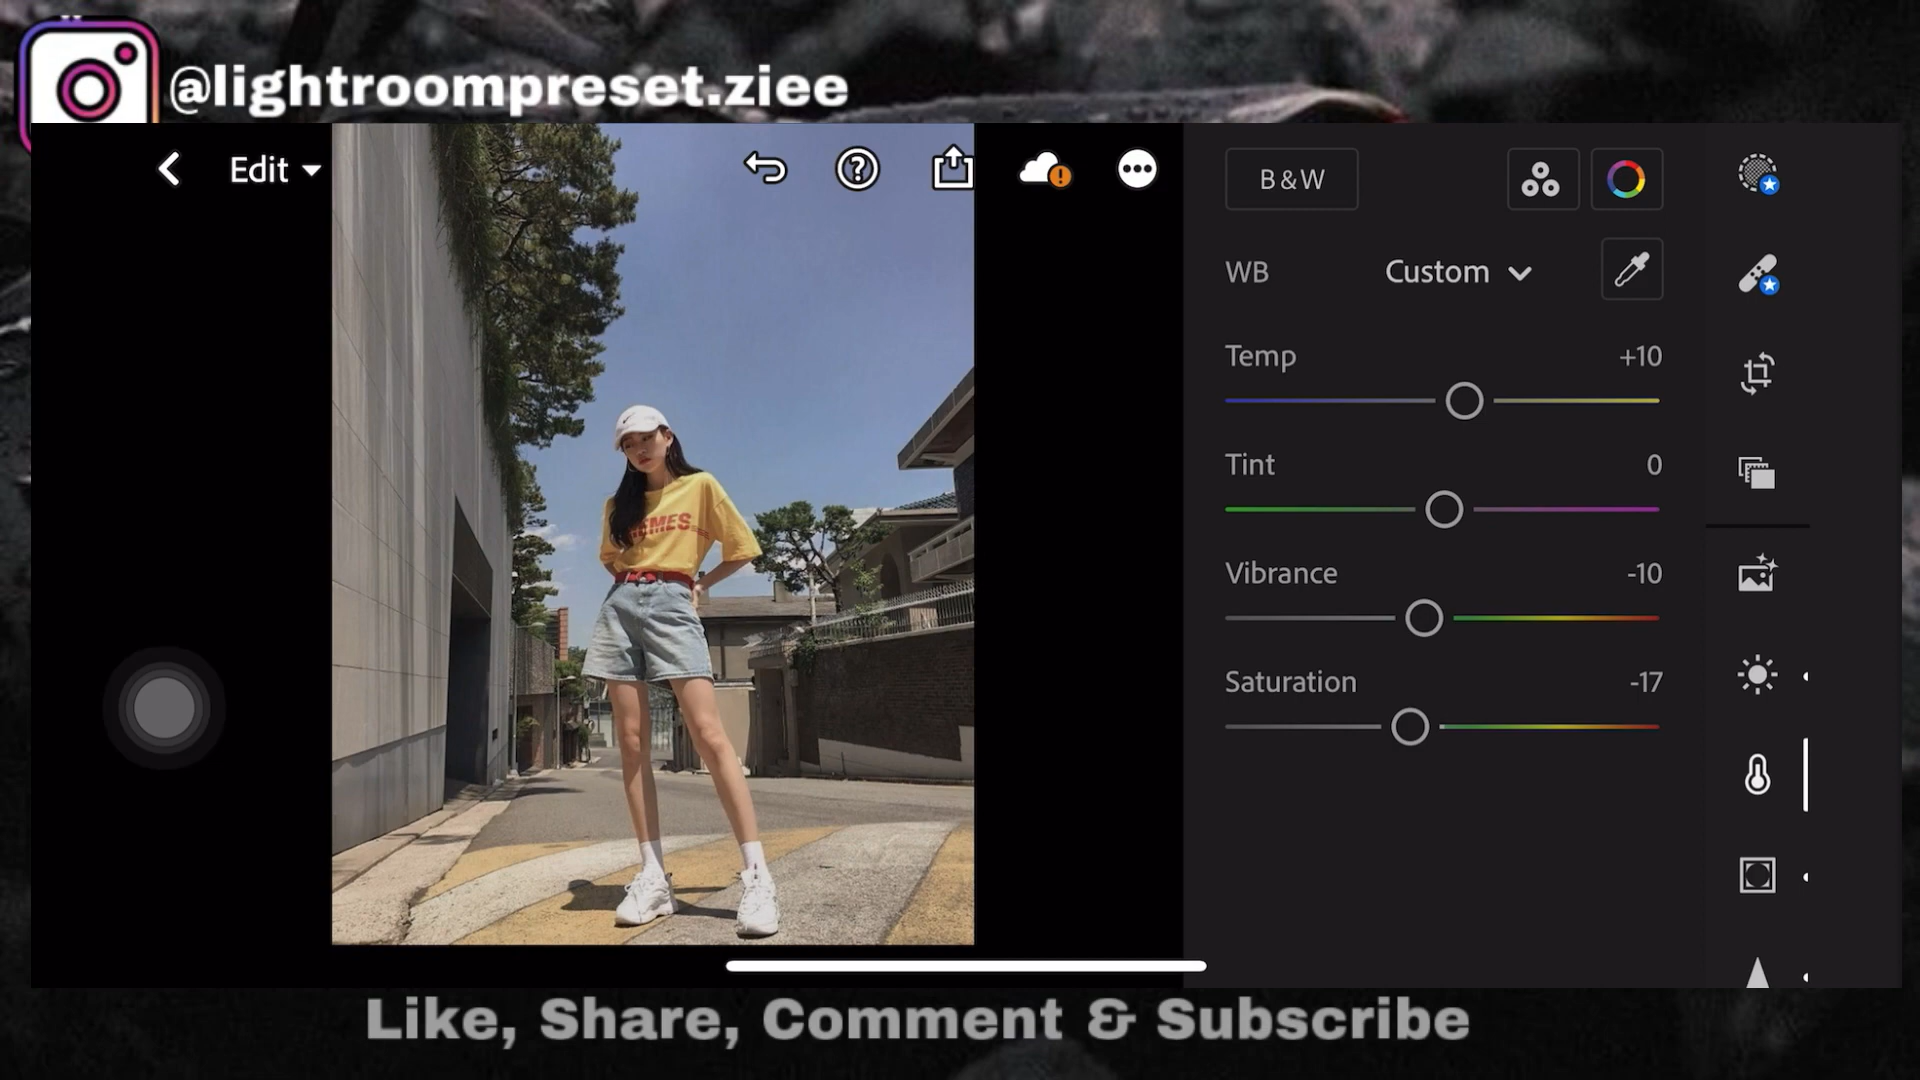 @lightroompreset.ziee
Edit
B&W
WB
Custom
Temp
+10
Tint
0
Vibrance
-10
Saturation
-17
Like, Share, Comment & Subscribe